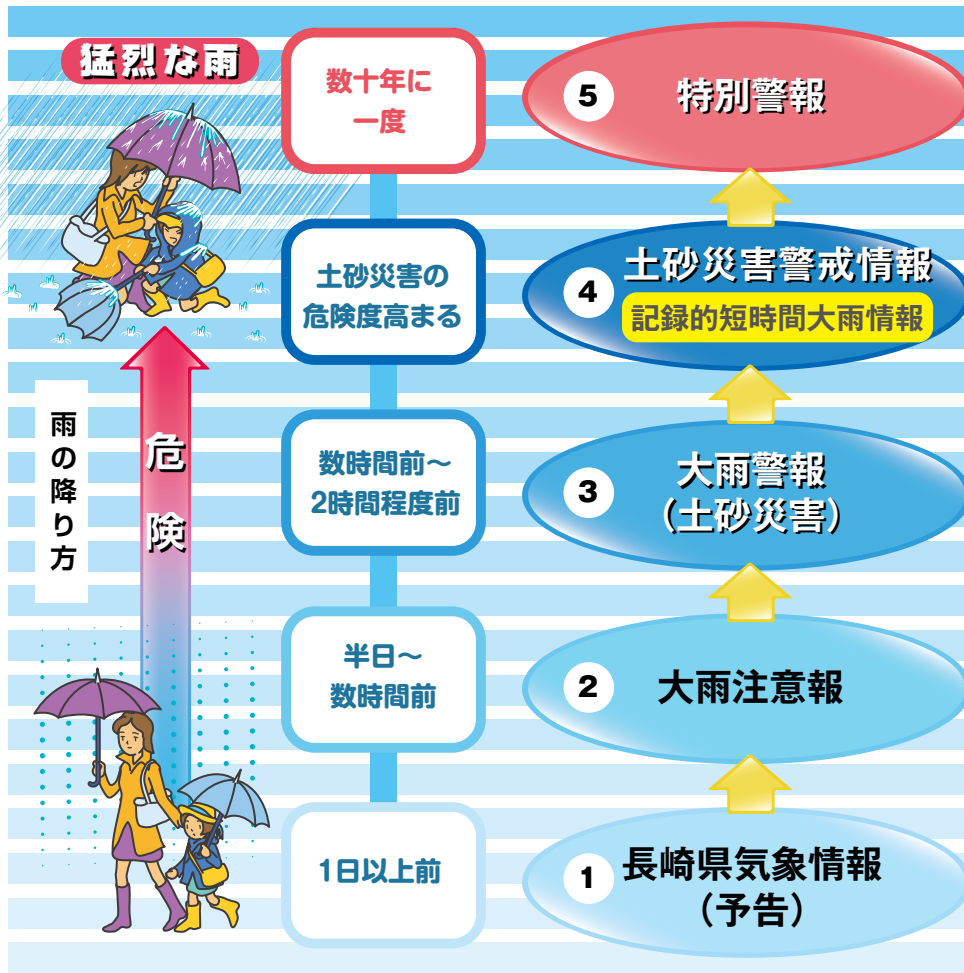 猛烈な雨
数十年に
一度
5 特別警報
土砂災害の
危険度高まる
4 土砂災害警戒情報
記録的短時間大雨情報
雨の降り方
危険
数時間前~
2時間程度前
3 大雨警報
(土砂災害)
半日~
数時間前
2 大雨注意報
1日以上前
1 長崎県気象情報
(予告)